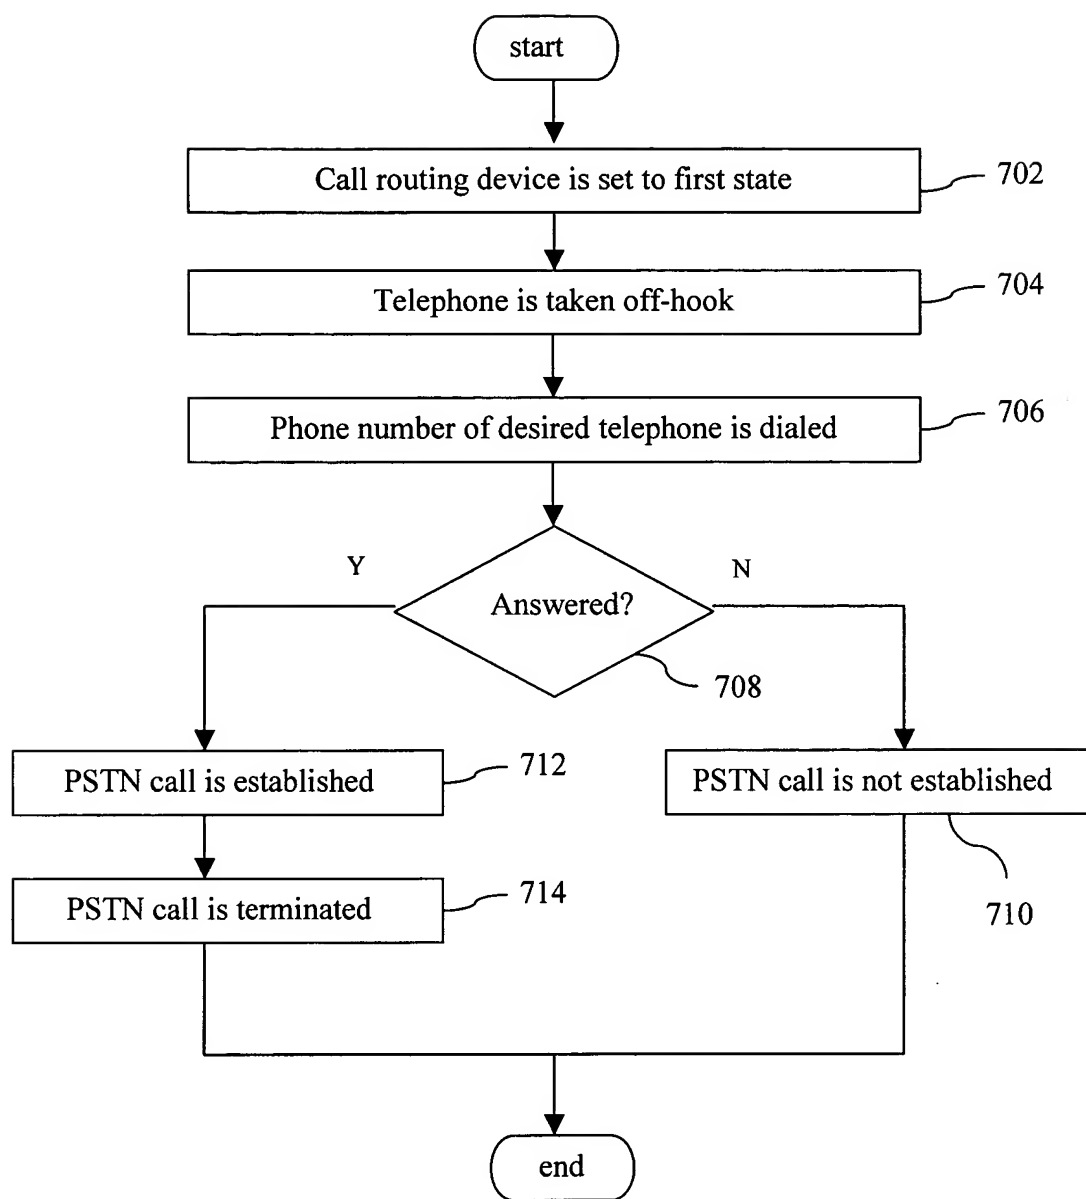 start
Call routing device is set to first state
702
Telephone is taken off-hook
704
Phone number of desired telephone is dialed
706
Y
N
Answered?
708
PSTN call is established
712
PSTN call is not established
710
PSTN call is terminated
714
end